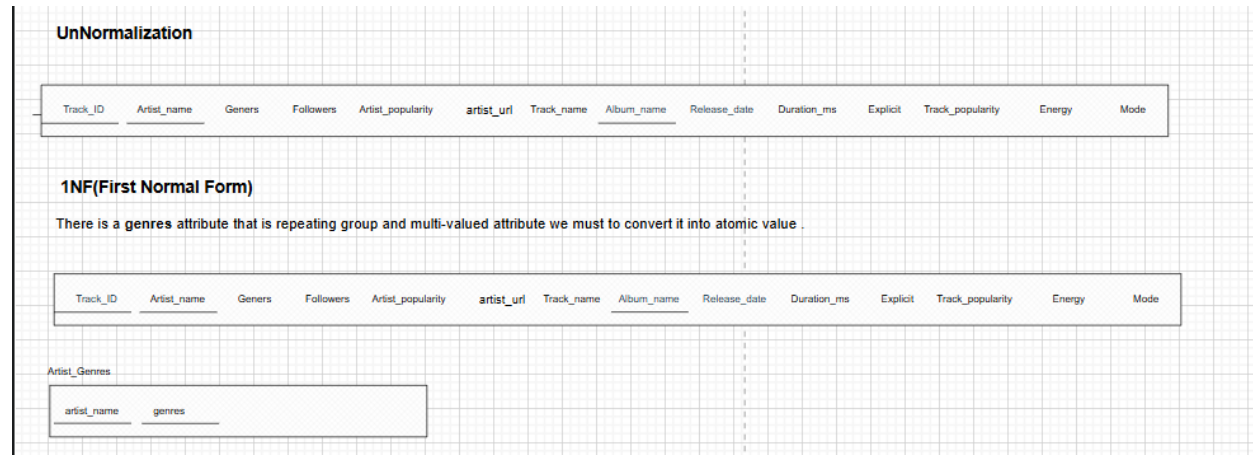 UnNormalization
Track_ID Artist_name Geners Followers Artist_popularity artist_url Track_name Album_name Release_date Duration_ms Explicit Track_popularity Energy Mode
1NF(First Normal Form)
There is a genres attribute that is repeating group and multi-valued attribute we must to convert it into atomic value .
Track_ID Artist_name Geners Followers Artist_popularity artist_url Track_name Album_name Release_date Duration_ms Explicit Track_popularity Energy Mode
Artist_Genres
artist_name genres